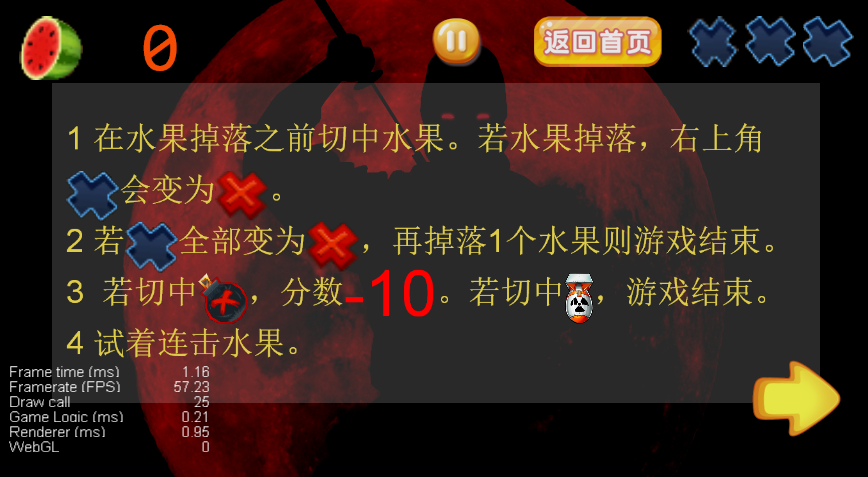 0
返回首页
1 在水果掉落之前切中水果。若水果掉落，右上角
会变为。
2 若全部变为，再掉落1个水果则游戏结束。
3 若切中，分数-10。若切中，游戏结束。
4 试着连击水果。
Frame time (ms) 1.16
Framerate (FPS) 57.23
Draw call 25
Game Logic (ms) 0.21
Renderer (ms) 0.95
WebGL 0